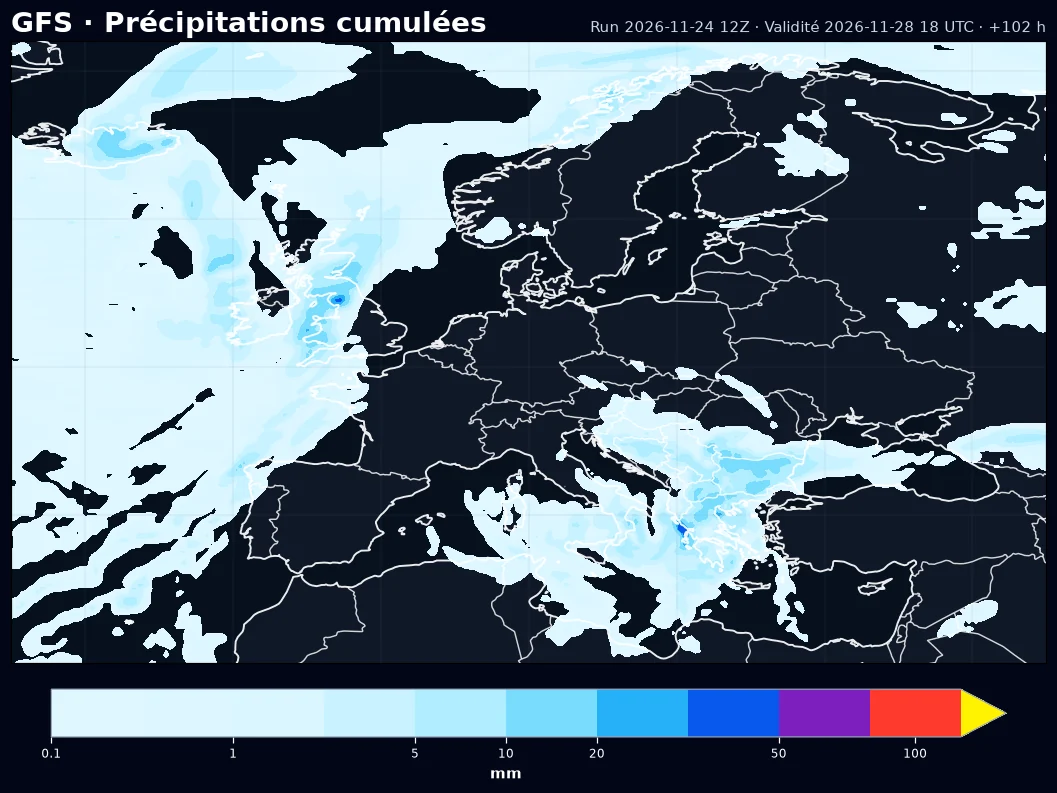 GFS · Précipitations cumulées
Run 2026-11-24 12Z · Validité 2026-11-28 18 UTC · +102 h
0.1 1 5 10 20 50 100
mm